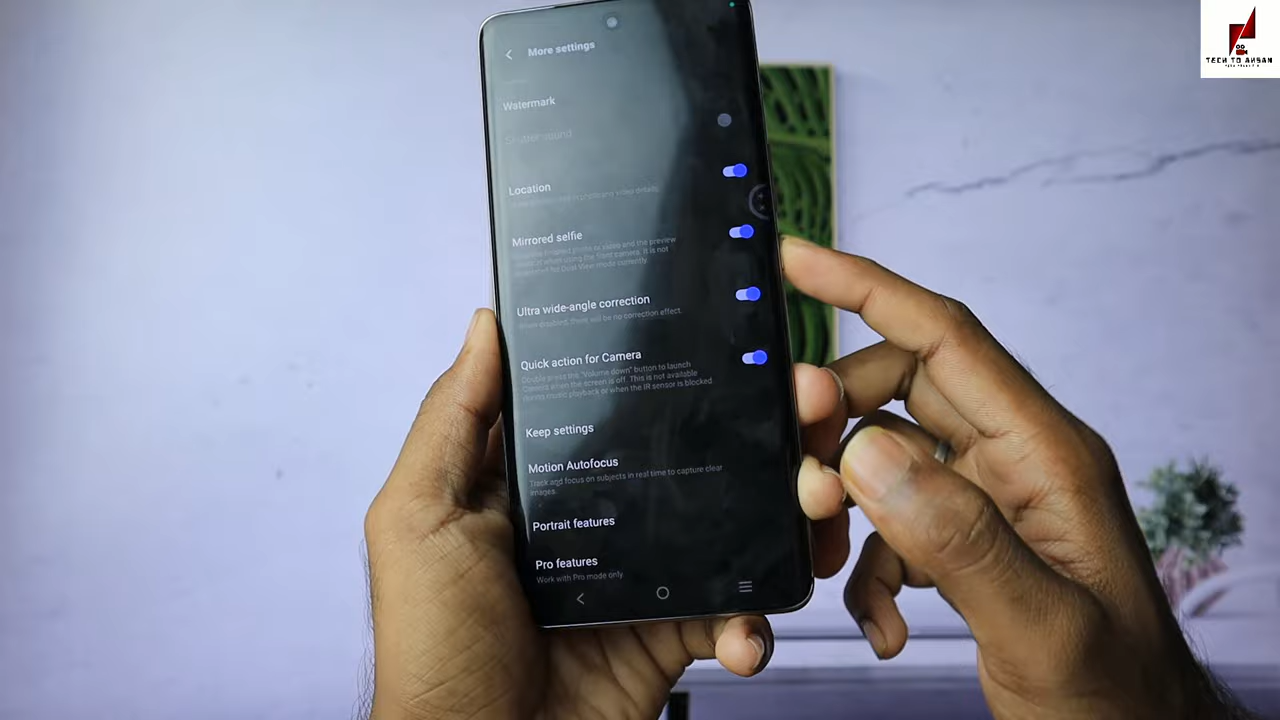 TECH TO AHSAN
More settings
Watermark
Shutter sound
Location
Mirrored selfie
Ultra wide-angle correction
When disabled, there will be no correction effect.
Quick action for Camera
Double press the "Volume down" button to launch
Camera when the screen is off. This is not available
during music playback or when the IR sensor is blocked.
Keep settings
Motion Autofocus
Track and focus on subjects in real time to capture clear
images.
Portrait features
Pro features
Work with Pro mode only